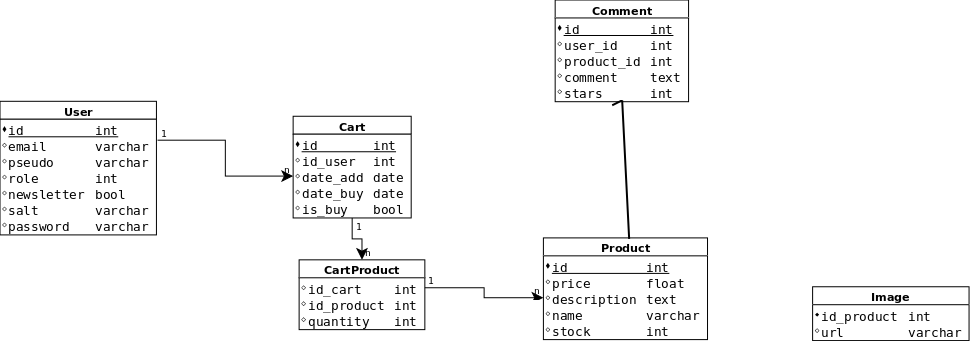 Comment
id int
user_id int
product_id int
comment text
stars int
User
id int
email varchar
pseudo varchar
role int
newsletter bool
salt varchar
password varchar
1
n
Cart
id int
id_user int
date_add date
date_buy date
is_buy bool
1
n
CartProduct
id_cart int
id_product int
quantity int
1
n
Product
id int
price float
description text
name varchar
stock int
Image
id_product int
url varchar